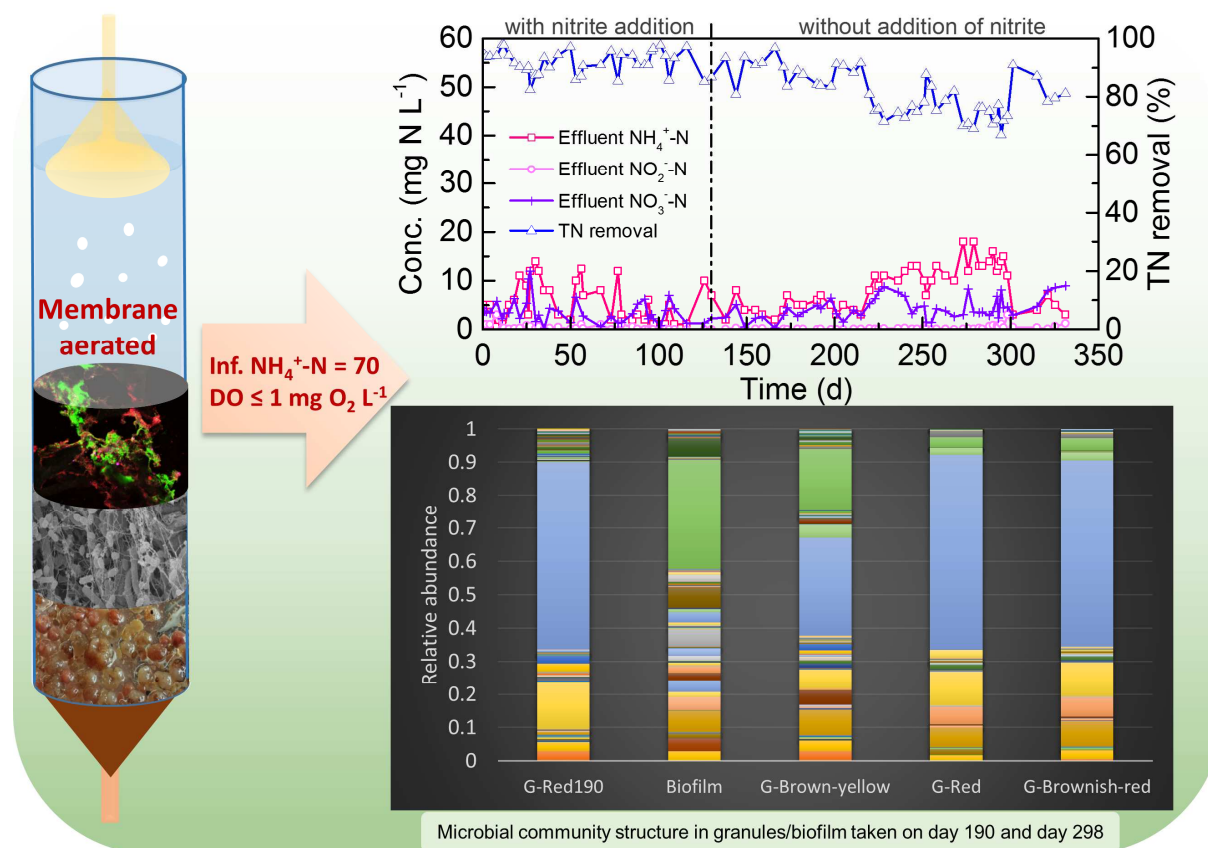 Membrane
aerated
Inf. NH₄⁺-N = 70
DO ≤ 1 mg O₂ L⁻¹
with nitrite addition
without addition of nitrite
60
50
40
30
20
10
0
Conc. (mg N L⁻¹)
Effluent NH₄⁺-N
Effluent NO₂⁻-N
Effluent NO₃⁻-N
TN removal
100
80
60
40
20
0
TN removal (%)
0 50 100 150 200 250 300 350
Time (d)
Relative abundance
1
0.9
0.8
0.7
0.6
0.5
0.4
0.3
0.2
0.1
0
G-Red190 Biofilm G-Brown-yellow G-Red G-Brownish-red
Microbial community structure in granules/biofilm taken on day 190 and day 298